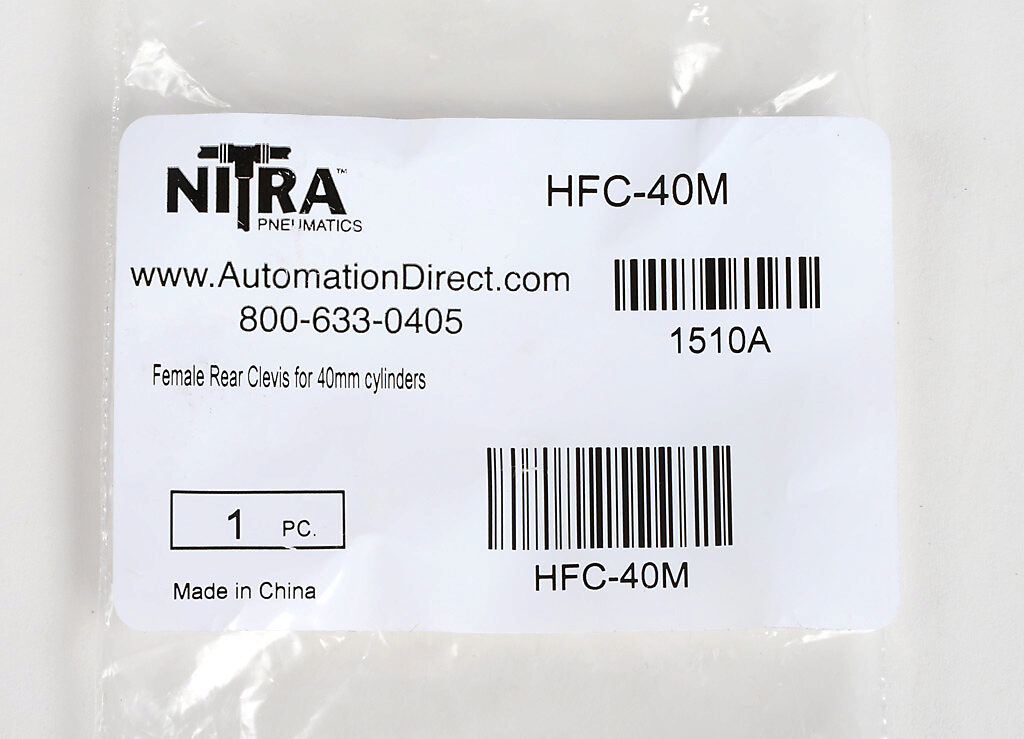 NITRA™
PNEUMATICS
HFC-40M
www.AutomationDirect.com
800-633-0405
1510A
Female Rear Clevis for 40mm cylinders
1 PC.
HFC-40M
Made in China